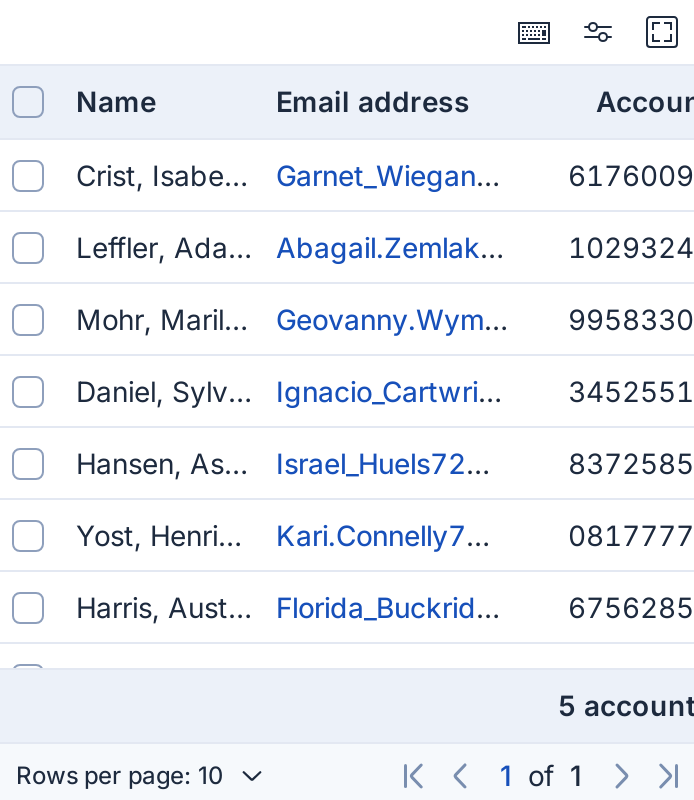 Name Email address Accoun
Crist, Isabe... Garnet_Wiegan... 6176009
Leffler, Ada... Abagail.Zemlak... 1029324
Mohr, Maril... Geovanny.Wym... 9958330
Daniel, Sylv... Ignacio_Cartwri... 3452551
Hansen, As... Israel_Huels72... 8372585
Yost, Henri... Kari.Connelly7... 0817777
Harris, Aust... Florida_Buckrid... 6756285
5 account
Rows per page: 10 1 of 1